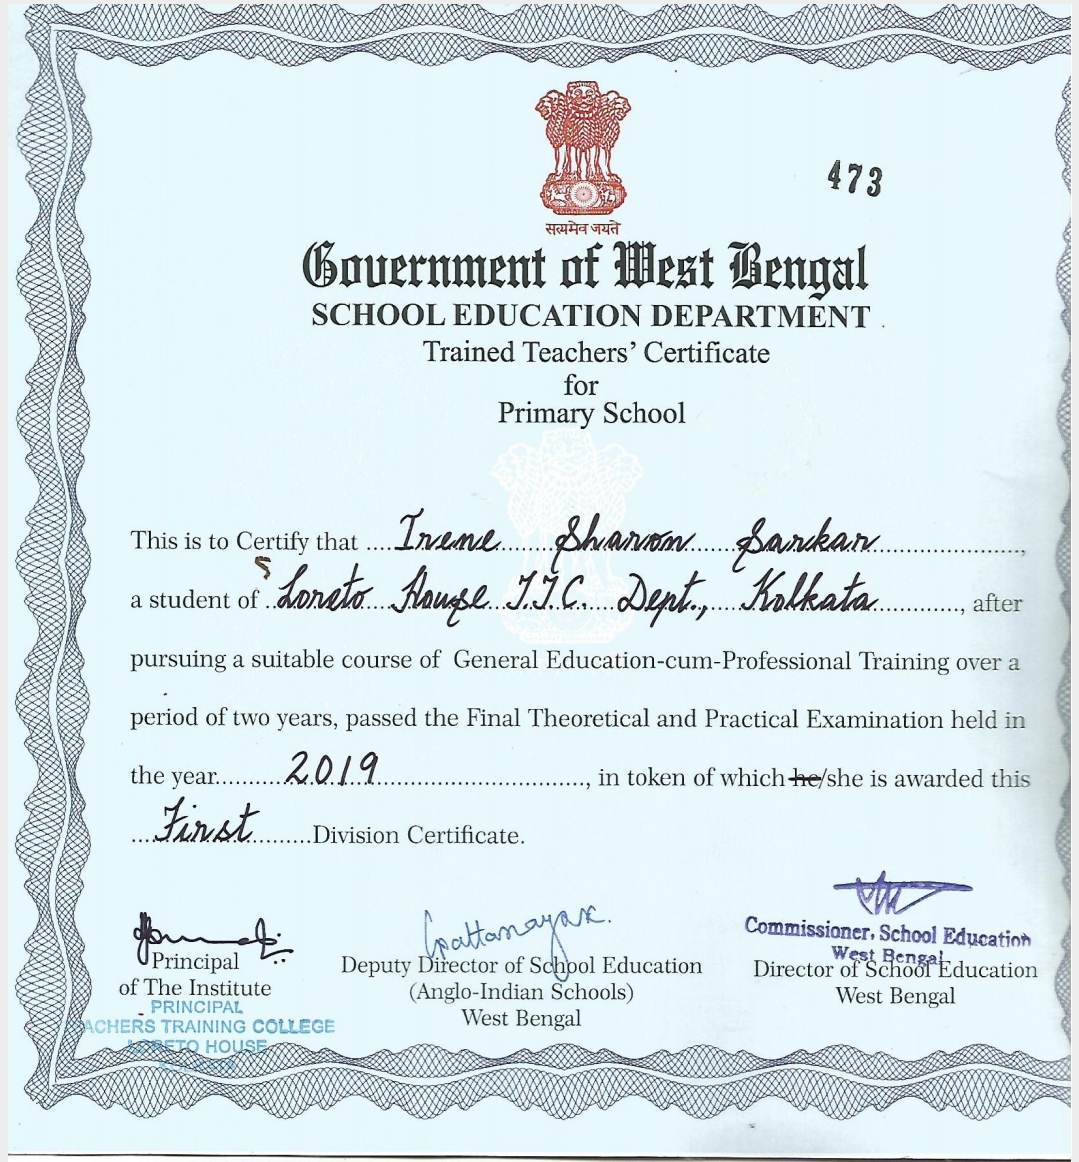 473
सत्यमेव जयते
Government of West Bengal
SCHOOL EDUCATION DEPARTMENT
Trained Teachers' Certificate
for
Primary School
This is to Certify that ....Irene......Sharon.....Sarkar........................,
a student of ..Loreto...House..T.T.C....Dept.,....Kolkata............., after
pursuing a suitable course of General Education-cum-Professional Training over a
period of two years, passed the Final Theoretical and Practical Examination held in
the year..........2019..................................., in token of which he/she is awarded this
....First.........Division Certificate.
Principal
of The Institute
PRINCIPAL
ACHERS TRAINING COLLEGE
LORETO HOUSE
Deputy Director of School Education
(Anglo-Indian Schools)
West Bengal
Commissioner, School Education
West Bengal
Director of School Education
West Bengal